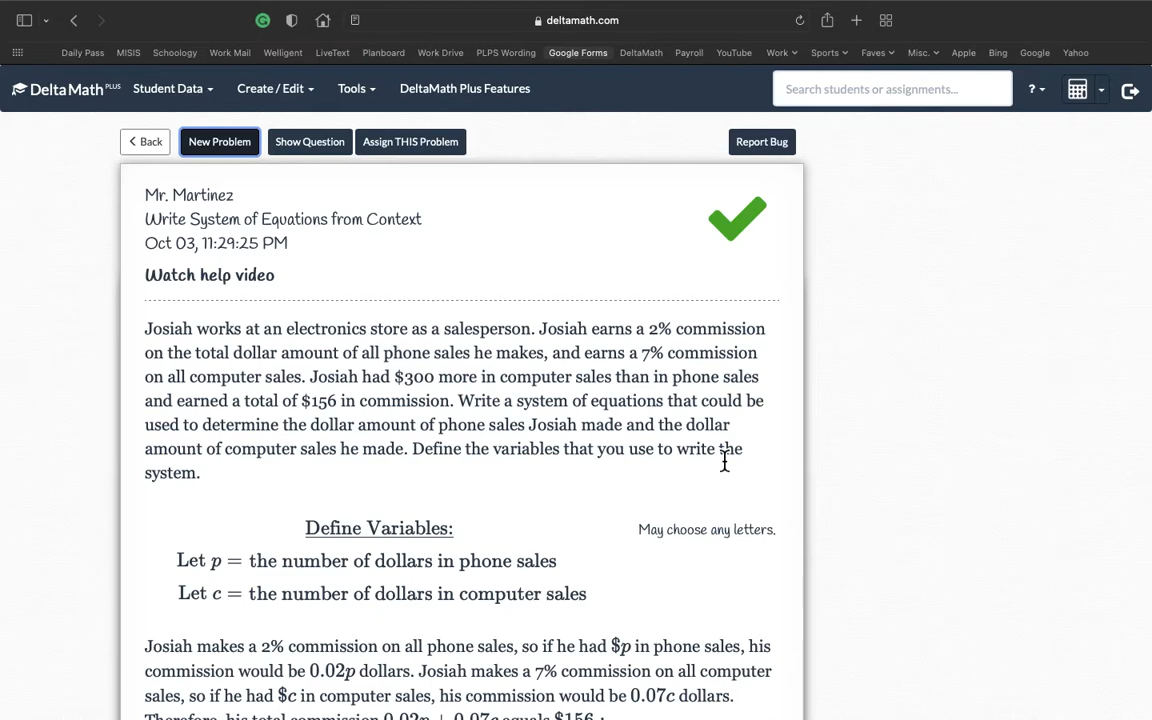 deltamath.com
Daily Pass MISIS Schoology Work Mail Welligent LiveText Planboard Work Drive PLPS Wording Google Forms DeltaMath Payroll YouTube Work Sports Faves Misc. Apple Bing Google Yahoo
DeltaMath PLUS Student Data Create / Edit Tools DeltaMath Plus Features Search students or assignments... ?
Back New Problem Show Question Assign THIS Problem Report Bug
Mr. Martinez
Write System of Equations from Context
Oct 03, 11:29:25 PM
Watch help video
Josiah works at an electronics store as a salesperson. Josiah earns a 2% commission
on the total dollar amount of all phone sales he makes, and earns a 7% commission
on all computer sales. Josiah had $300 more in computer sales than in phone sales
and earned a total of $156 in commission. Write a system of equations that could be
used to determine the dollar amount of phone sales Josiah made and the dollar
amount of computer sales he made. Define the variables that you use to write the
system.
Define Variables: May choose any letters.
Let p = the number of dollars in phone sales
Let c = the number of dollars in computer sales
Josiah makes a 2% commission on all phone sales, so if he had $p in phone sales, his
commission would be 0.02p dollars. Josiah makes a 7% commission on all computer
sales, so if he had $c in computer sales, his commission would be 0.07c dollars.
Therefore, his total commission 0.02p + 0.07c equals $156 :